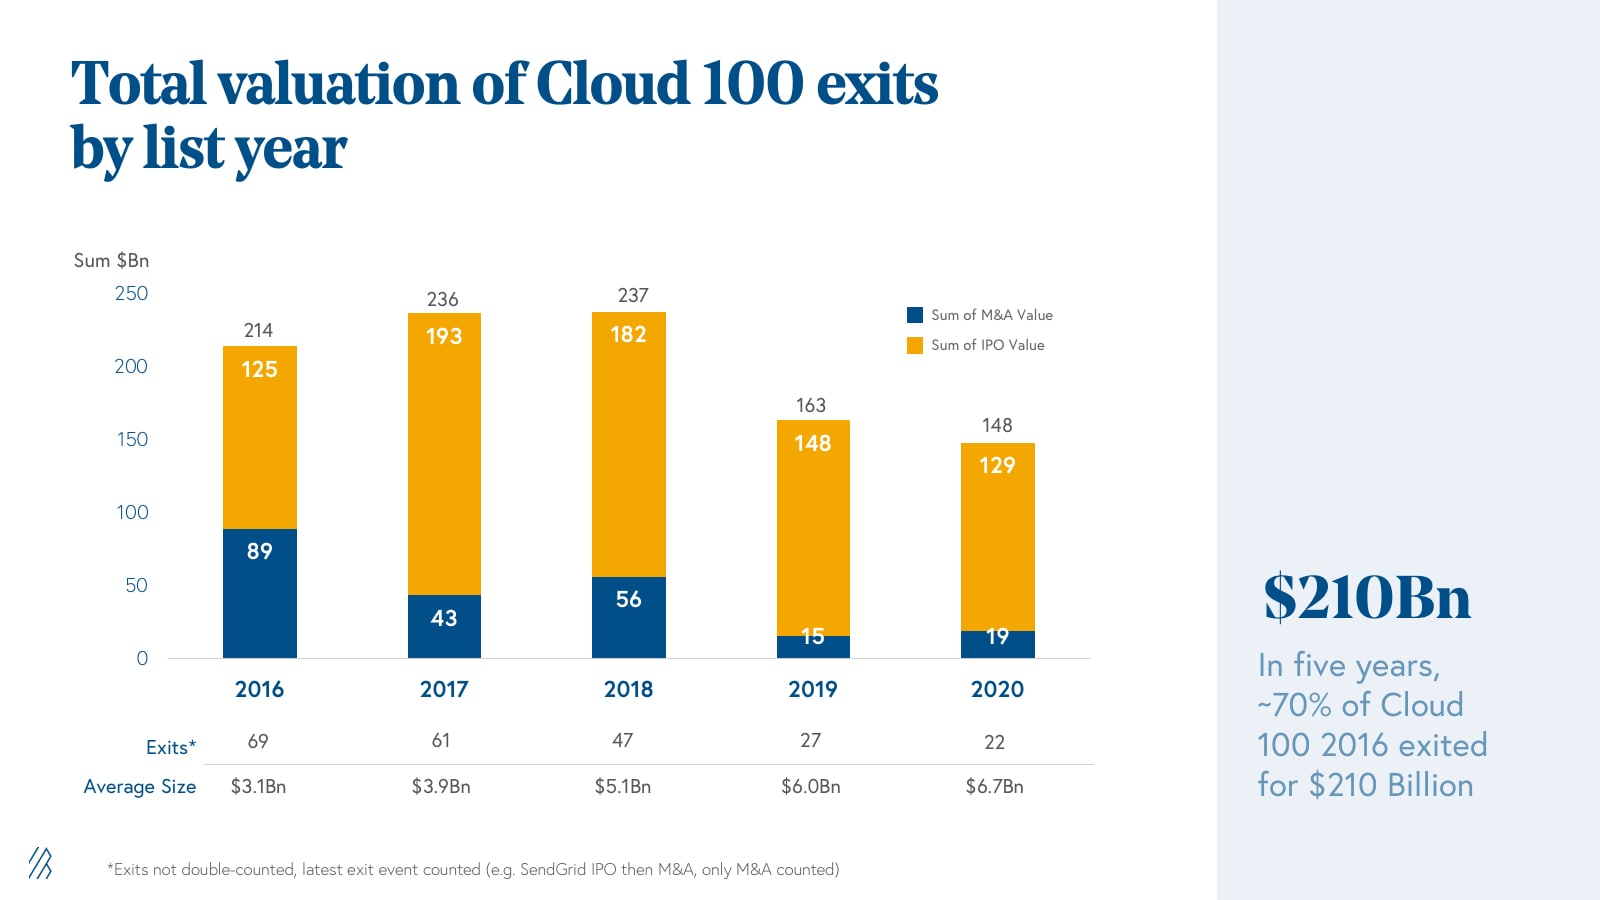 Total valuation of Cloud 100 exits
by list year
Sum $Bn
250
200
150
100
50
0
214
125
89
236
193
43
237
182
56
163
148
15
148
129
19
Sum of M&A Value
Sum of IPO Value
2016 2017 2018 2019 2020
Exits* 69 61 47 27 22
Average Size $3.1Bn $3.9Bn $5.1Bn $6.0Bn $6.7Bn
*Exits not double-counted, latest exit event counted (e.g. SendGrid IPO then M&A, only M&A counted)
$210Bn
In five years,
~70% of Cloud
100 2016 exited
for $210 Billion